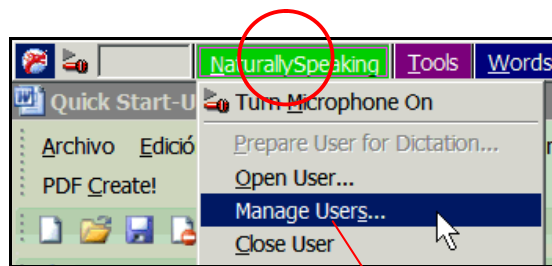 NaturallySpeaking Tools Words
Quick Start-U
Turn Microphone On
Archivo Edició
Prepare User for Dictation...
PDF Create!
Open User...
Manage Users...
Close User